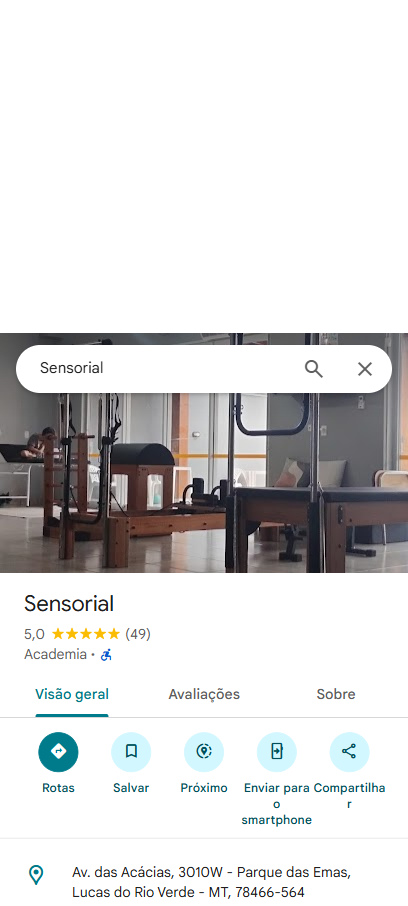 Sensorial
Sensorial
5,0 (49)
Academia ·
Visão geral Avaliações Sobre
Rotas Salvar Próximo Enviar para o smartphone Compartilhar
Av. das Acácias, 3010W - Parque das Emas,
Lucas do Rio Verde - MT, 78466-564